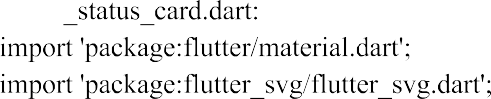 _status_card.dart:
import 'package:flutter/material.dart';
import 'package:flutter_svg/flutter_svg.dart';